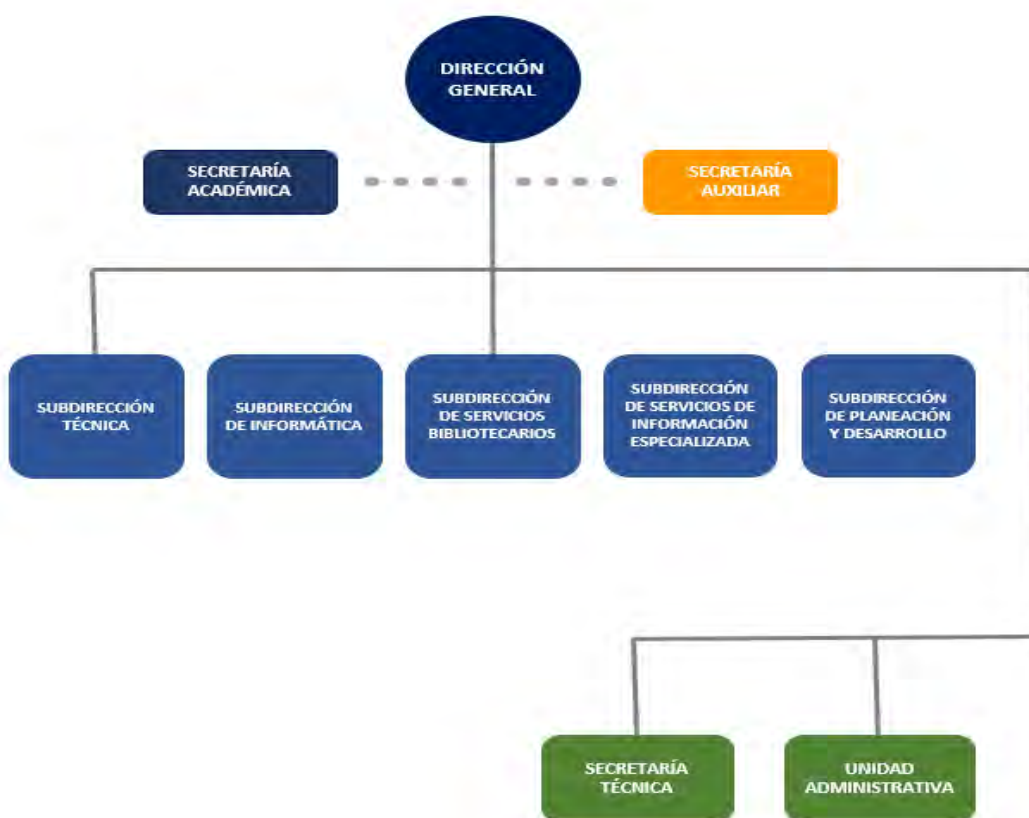 DIRECCIÓN
GENERAL
SECRETARÍA
ACADÉMICA
SECRETARÍA
AUXILIAR
SUBDIRECCIÓN
TÉCNICA
SUBDIRECCIÓN
DE INFORMÁTICA
SUBDIRECCIÓN
DE SERVICIOS
BIBLIOTECARIOS
SUBDIRECCIÓN
DE SERVICIOS DE
INFORMACIÓN
ESPECIALIZADA
SUBDIRECCIÓN
DE PLANEACIÓN
Y DESARROLLO
SECRETARÍA
TÉCNICA
UNIDAD
ADMINISTRATIVA